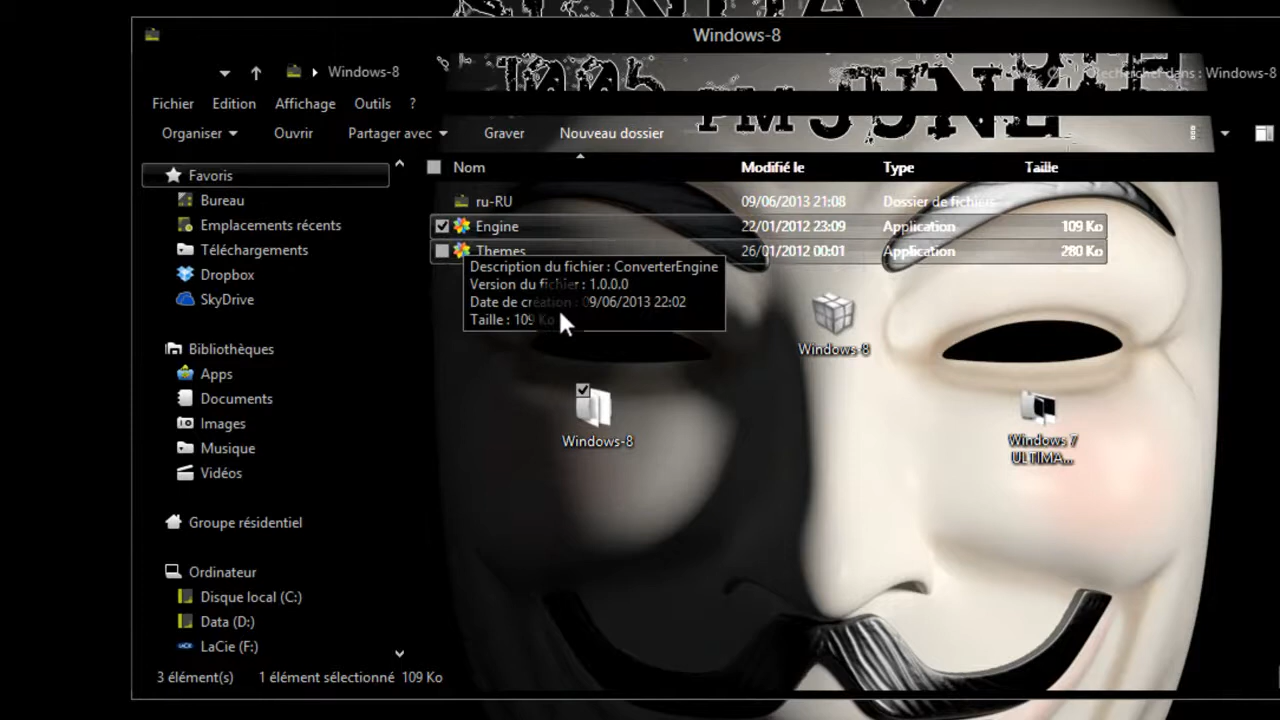 Windows-8
Windows-8
Rechercher dans : Windows-8
Fichier Edition Affichage Outils ?
Organiser Ouvrir Partager avec Graver Nouveau dossier
PM JUNE
Nom Modifié le Type Taille
Favoris
Bureau
Emplacements récents
Téléchargements
Dropbox
SkyDrive
Bibliothèques
Apps
Documents
Images
Musique
Vidéos
Groupe résidentiel
Ordinateur
Disque local (C:)
Data (D:)
LaCie (F:)
ru-RU 09/06/2013 21:08 Dossier de fichiers
Engine 22/01/2012 23:09 Application 109 Ko
Themes 26/01/2012 00:01 Application 280 Ko
Description du fichier : ConverterEngine
Version du fichier : 1.0.0.0
Date de création : 09/06/2013 22:02
Taille : 109 Ko
Windows-8
Windows-8
Windows 7
ULTIMA...
3 élément(s) 1 élément sélectionné 109 Ko